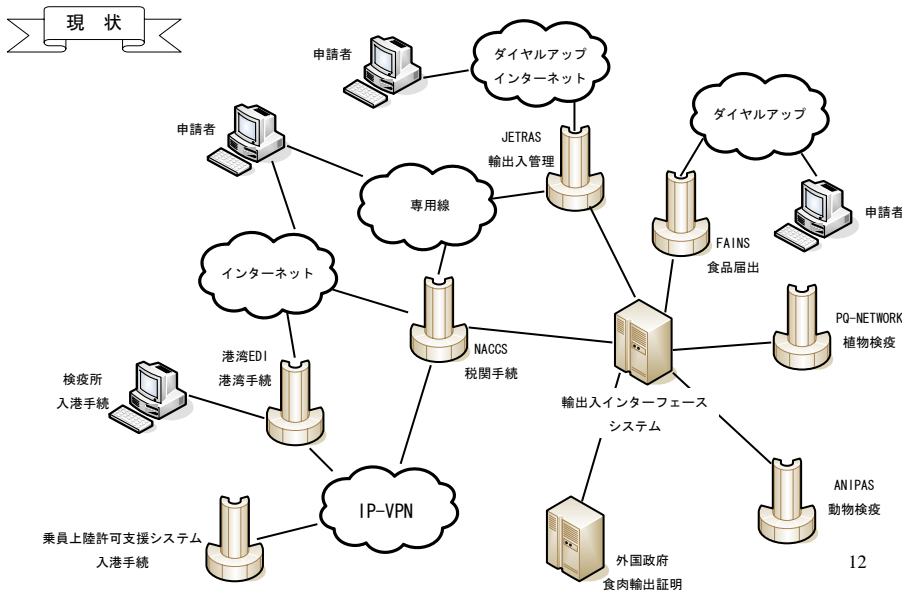 現 状
申請者
ダイヤルアップ
インターネット
申請者
JETRAS
輸出入管理
ダイヤルアップ
専用線
申請者
FAINS
食品届出
インターネット
PQ-NETWORK
植物検疫
港湾EDI
港湾手続
NACCS
税関手続
検疫所
入港手続
輸出入インターフェース
システム
IP-VPN
ANIPAS
動物検疫
乗員上陸許可支援システム
入港手続
外国政府
食肉輸出証明
12